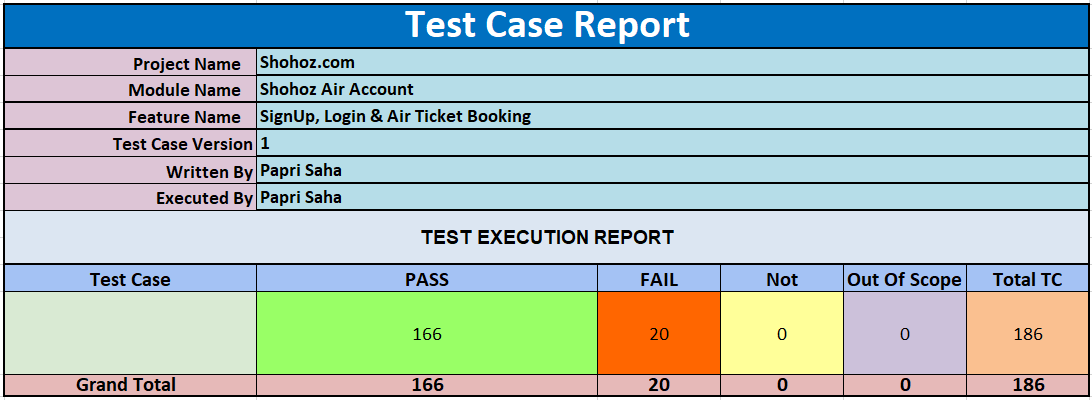 Test Case Report
Project Name Shohoz.com
Module Name Shohoz Air Account
Feature Name SignUp, Login & Air Ticket Booking
Test Case Version 1
Written By Papri Saha
Executed By Papri Saha
TEST EXECUTION REPORT
Test Case PASS FAIL Not Out Of Scope Total TC
166 20 0 0 186
Grand Total 166 20 0 0 186